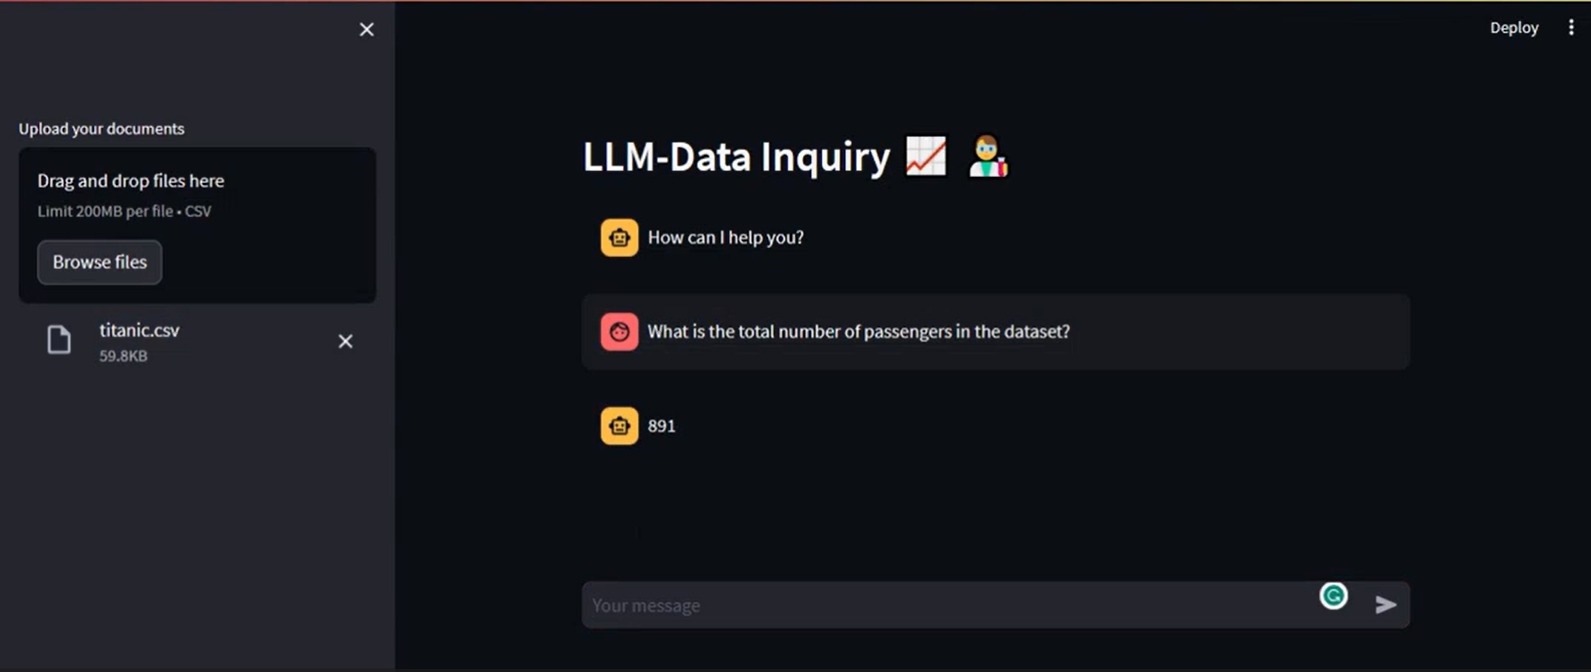 Deploy
Upload your documents
Drag and drop files here
Limit 200MB per file • CSV
Browse files
titanic.csv
59.8KB
LLM-Data Inquiry 📈 👨‍🔬
How can I help you?
What is the total number of passengers in the dataset?
891
Your message